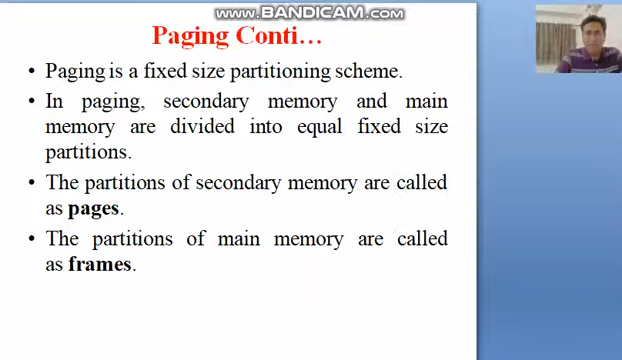 www.BANDICAM.com
Paging Conti…
• Paging is a fixed size partitioning scheme.
• In paging, secondary memory and main
memory are divided into equal fixed size
partitions.
• The partitions of secondary memory are called
as pages.
• The partitions of main memory are called
as frames.